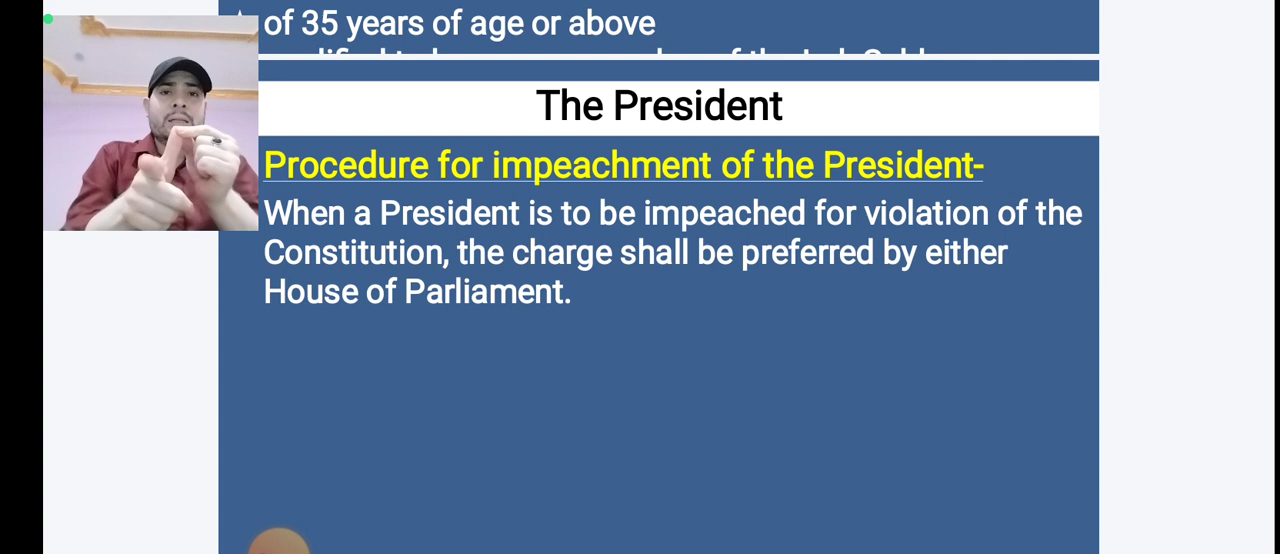 of 35 years of age or above
The President
Procedure for impeachment of the President-
When a President is to be impeached for violation of the
Constitution, the charge shall be preferred by either
House of Parliament.